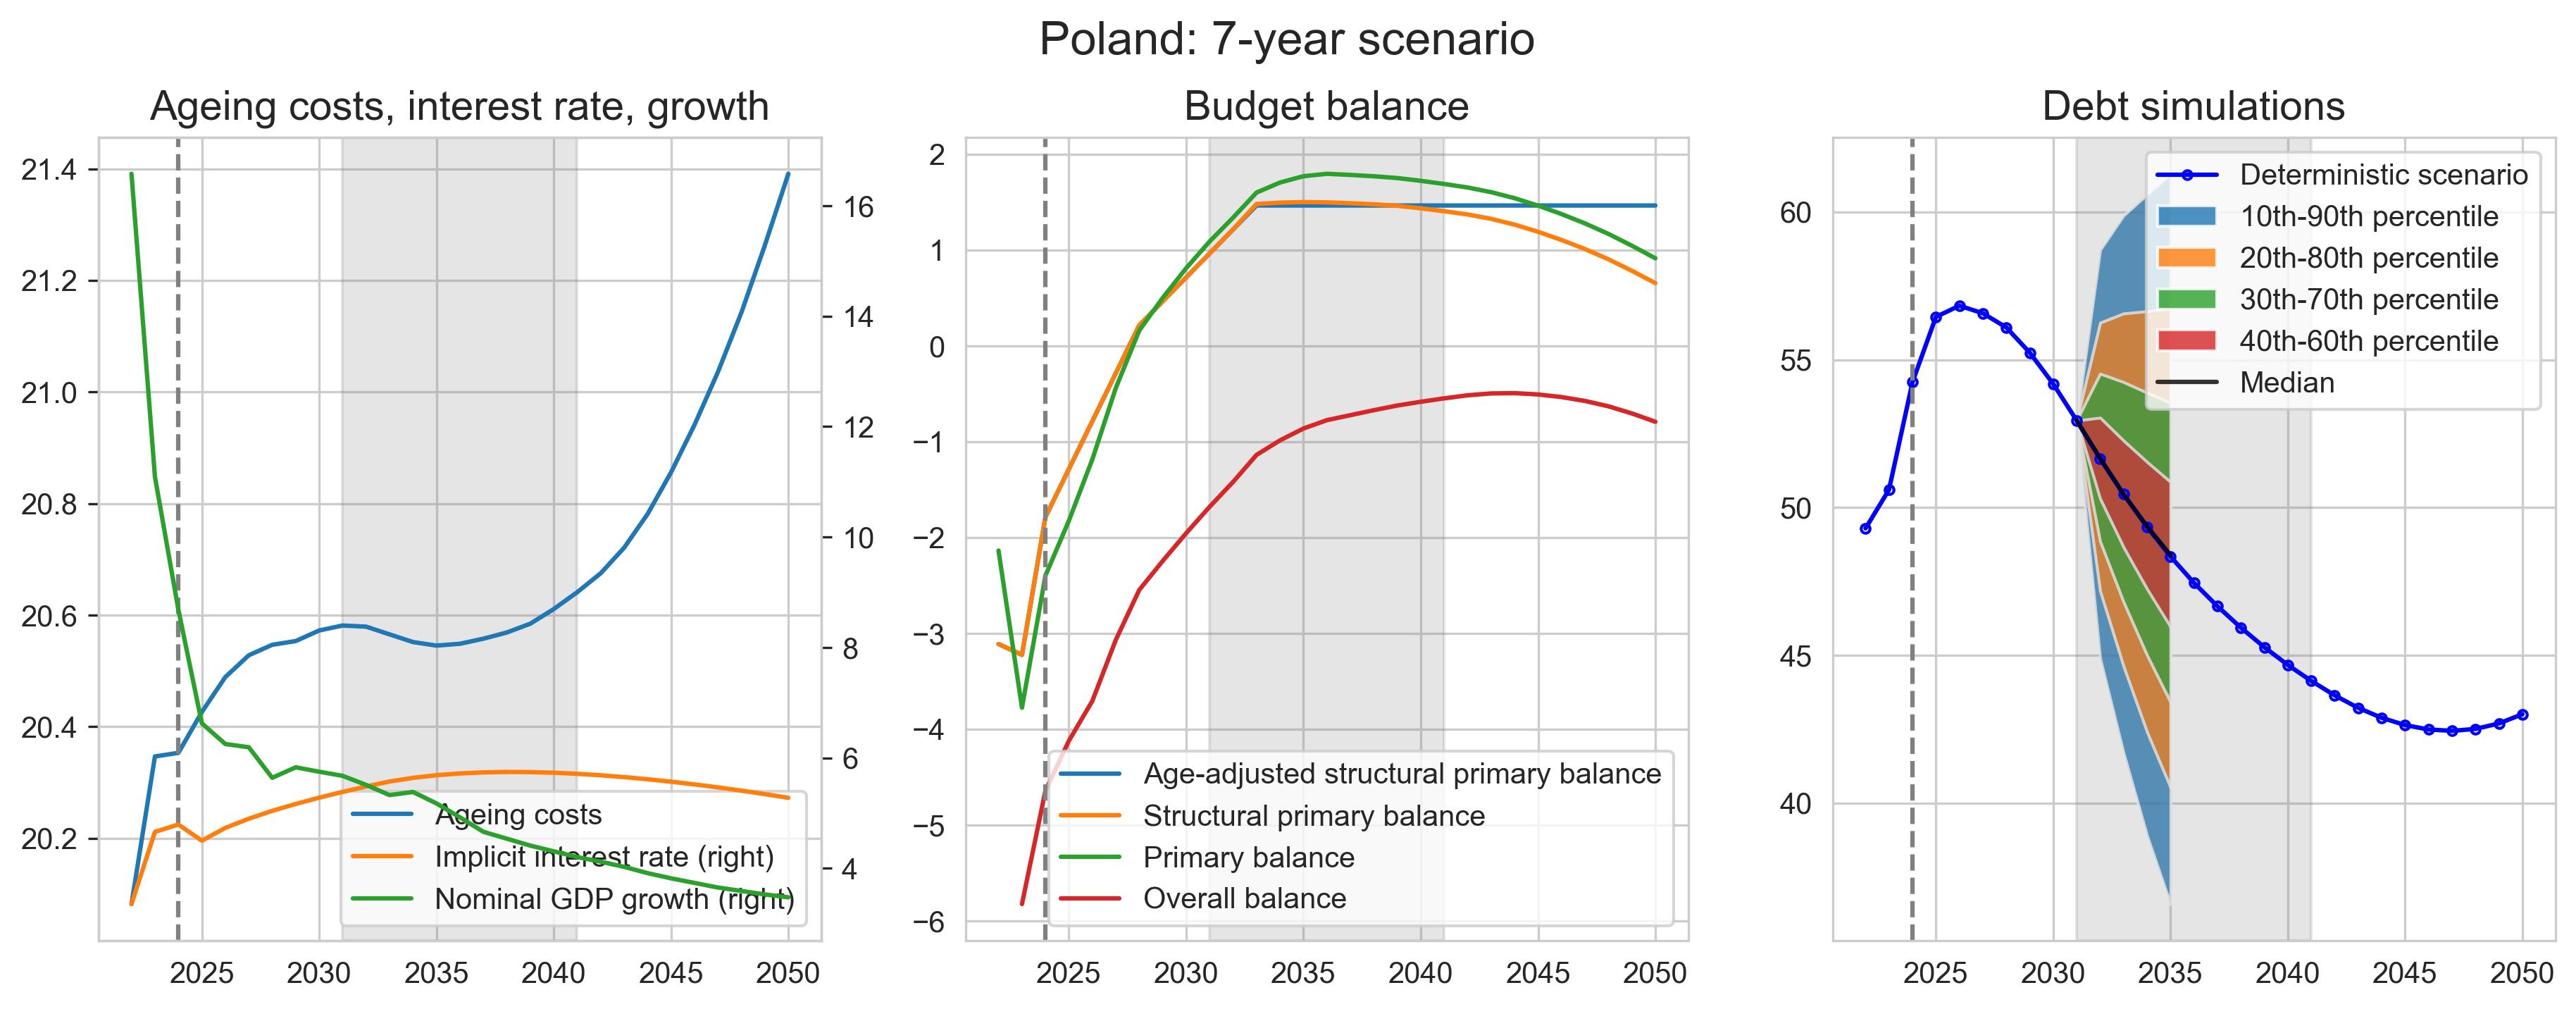 Poland: 7-year scenario
Ageing costs, interest rate, growth
21.4
21.2
21.0
20.8
20.6
20.4
20.2
16
14
12
10
8
6
4
Ageing costs
Implicit interest rate (right)
Nominal GDP growth (right)
2025 2030 2035 2040 2045 2050
Budget balance
2
1
0
−1
−2
−3
−4
−5
−6
Age-adjusted structural primary balance
Structural primary balance
Primary balance
Overall balance
2025 2030 2035 2040 2045 2050
Debt simulations
60
55
50
45
40
Deterministic scenario
10th-90th percentile
20th-80th percentile
30th-70th percentile
40th-60th percentile
Median
2025 2030 2035 2040 2045 2050